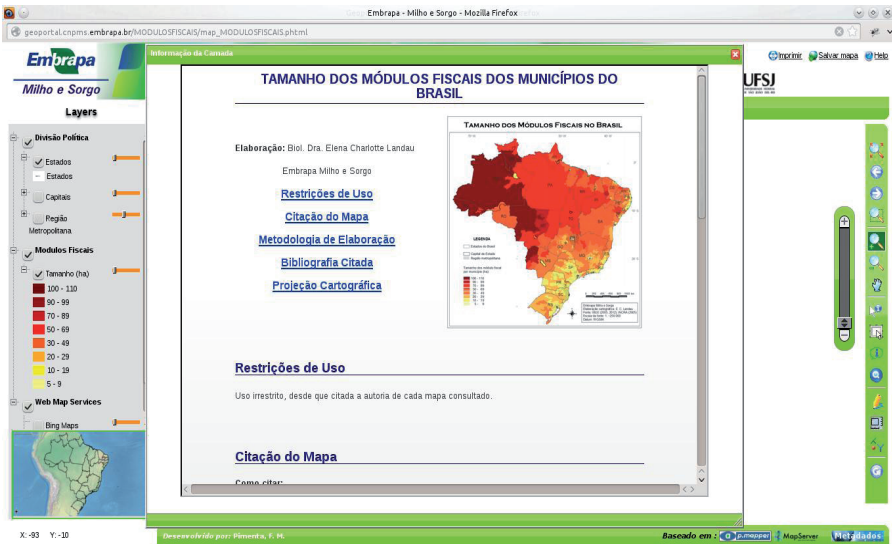 Embrapa - Milho e Sorgo - Mozilla Firefox
geoportal.cnpms.embrapa.br/MODULOSFISCAIS/map_MODULOSFISCAIS.phtml
Embrapa
Milho e Sorgo
Imprimir Salvar mapa Help
UFSJ
Layers
Divisão Política
Estados
Estados
Capitais
Região
Metropolitana
Modulos Fiscais
Tamanho (ha)
100 - 110
90 - 99
70 - 89
50 - 69
30 - 49
20 - 29
10 - 19
5 - 9
Web Map Services
Bing Maps
Informação da Camada
TAMANHO DOS MÓDULOS FISCAIS DOS MUNICÍPIOS DO
BRASIL
Elaboração: Biol. Dra. Elena Charlotte Landau
Embrapa Milho e Sorgo
Restrições de Uso
Citação do Mapa
Metodologia de Elaboração
Bibliografia Citada
Projeção Cartográfica
TAMANHO DOS MÓDULOS FISCAIS NO BRASIL
LEGENDA
Restrições de Uso
Uso irrestrito, desde que citada a autoria de cada mapa consultado.
Citação do Mapa
Como citar:
X: -93 Y: -10
Desenvolvido por: Pimenta, F. M.
Baseado em : p.mapper MapServer Metadados